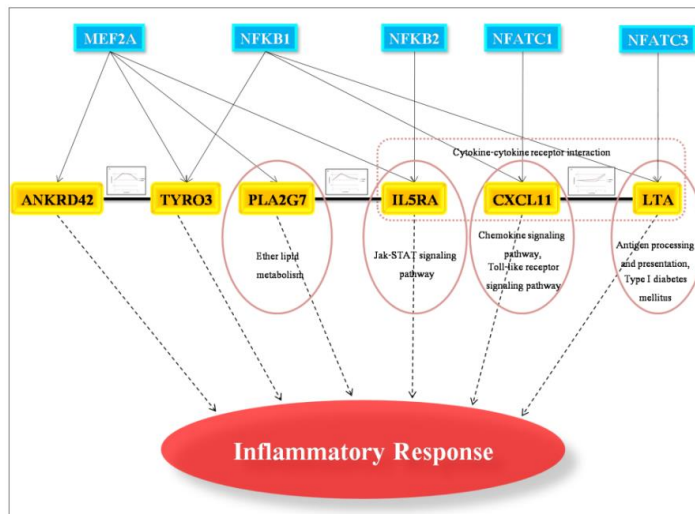 MEF2A
NFKB1
NFKB2
NFATC1
NFATC3
Cytokine-cytokine receptor interaction
ANKRD42
TYRO3
PLA2G7
IL5RA
CXCL11
LTA
Ether lipid
metabolism
Jak-STAT signaling
pathway
Chemokine signaling
pathway,
Toll-like receptor
signaling pathway
Antigen processing
and presentation,
Type I diabetes
mellitus
Inflammatory Response